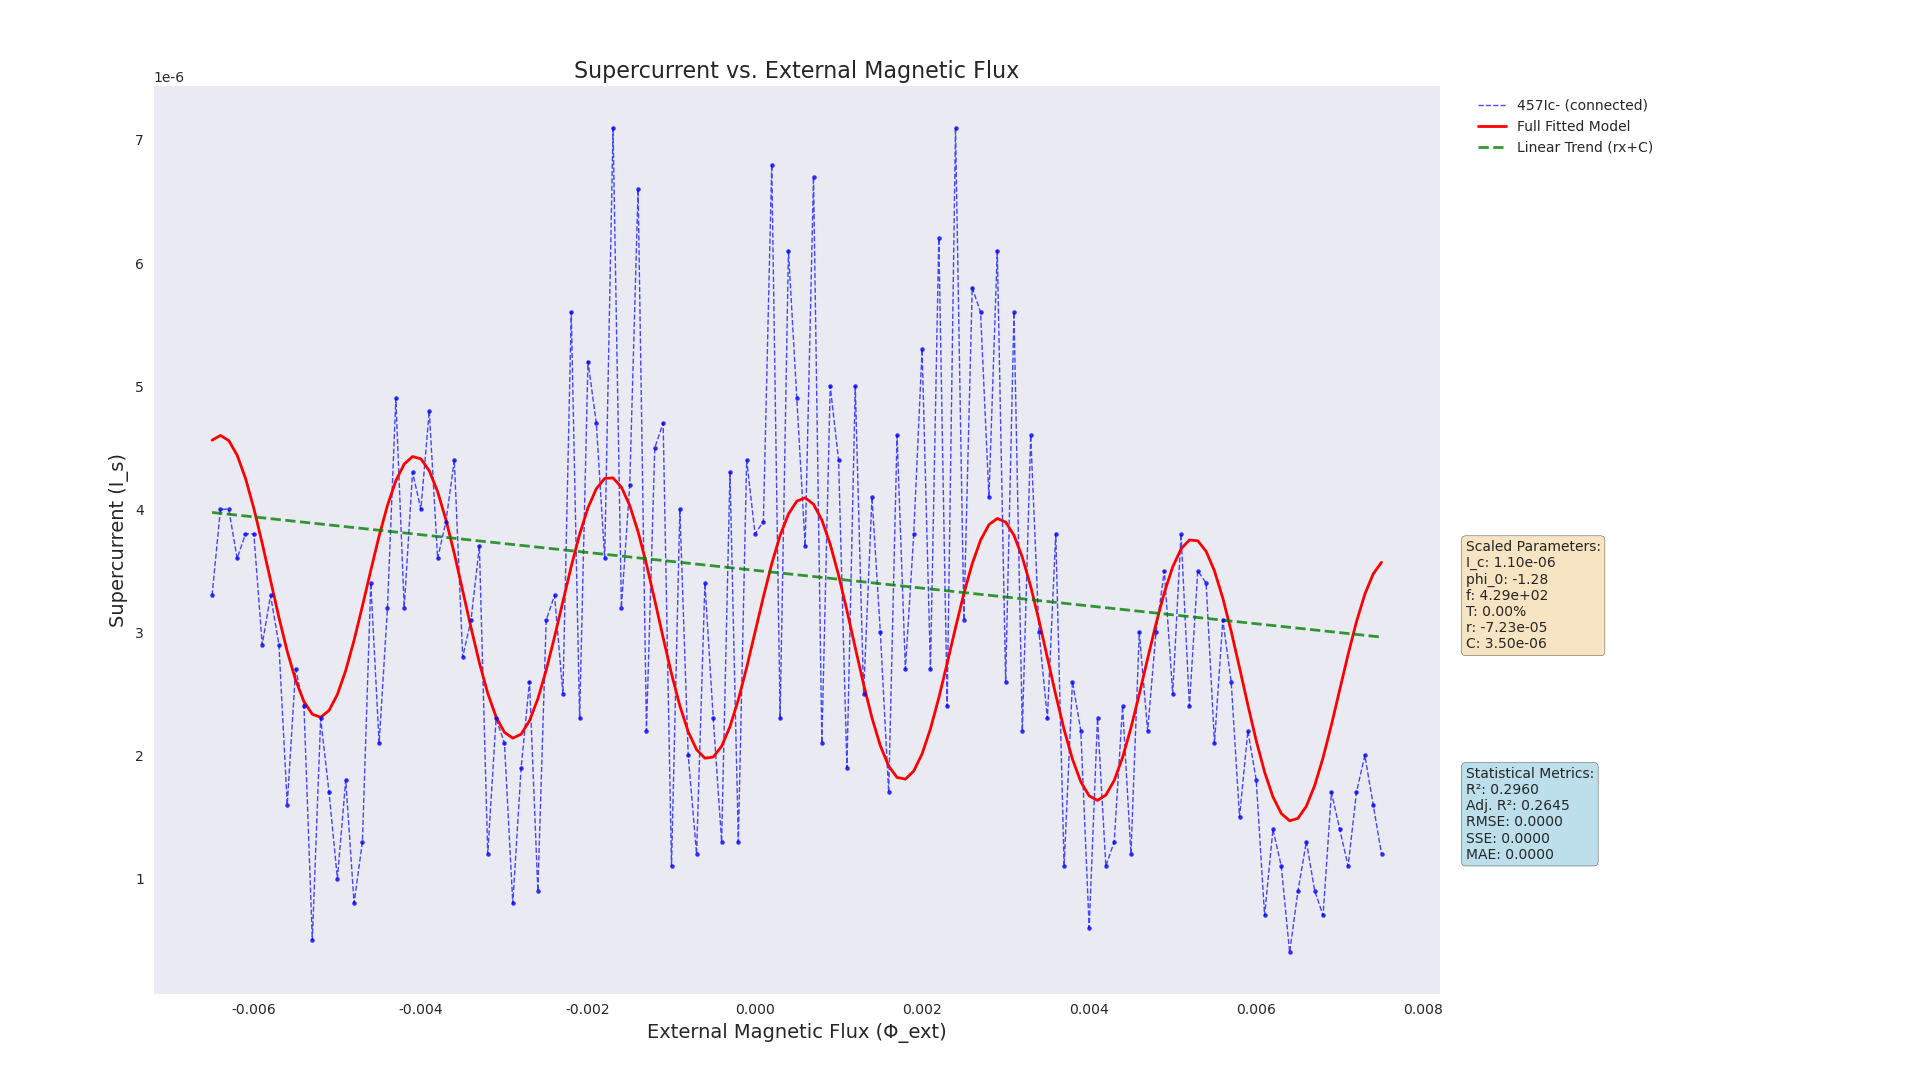 Supercurrent vs. External Magnetic Flux
1e-6
7
6
5
4
3
2
1
Supercurrent (I_s)
-0.006
-0.004
-0.002
0.000
0.002
0.004
0.006
0.008
External Magnetic Flux (Φ_ext)
457Ic- (connected)
Full Fitted Model
Linear Trend (rx+C)
Scaled Parameters:
I_c: 1.10e-06
phi_0: -1.28
f: 4.29e+02
T: 0.00%
r: -7.23e-05
C: 3.50e-06
Statistical Metrics:
R²: 0.2960
Adj. R²: 0.2645
RMSE: 0.0000
SSE: 0.0000
MAE: 0.0000